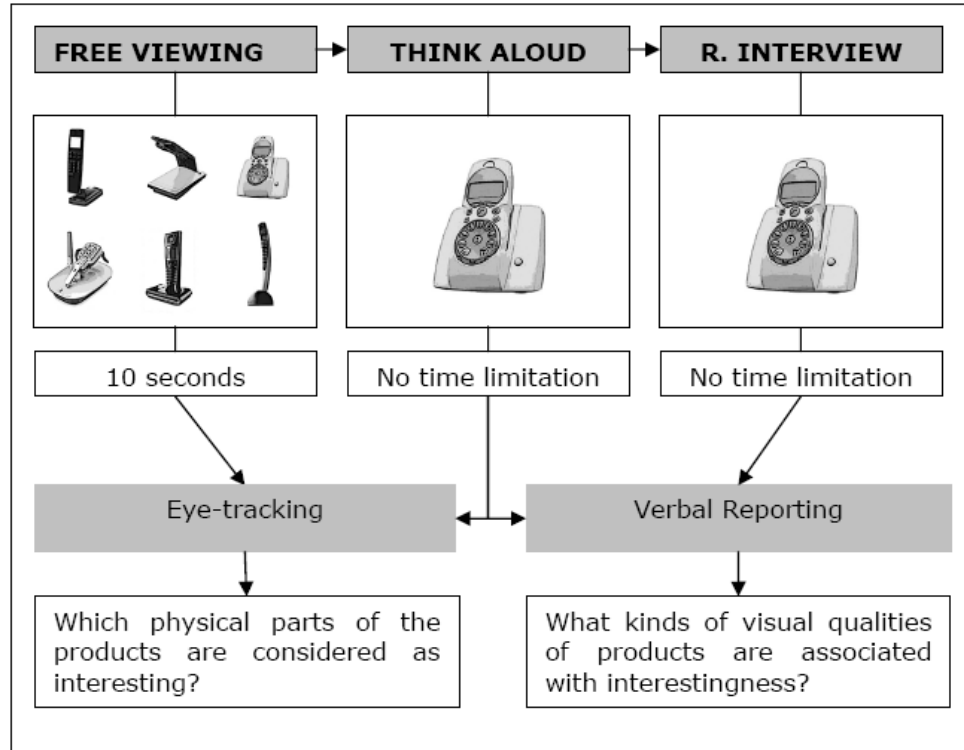 FREE VIEWING
THINK ALOUD
R. INTERVIEW
10 seconds
No time limitation
No time limitation
Eye-tracking
Verbal Reporting
Which physical parts of the
products are considered as
interesting?
What kinds of visual qualities
of products are associated
with interestingness?